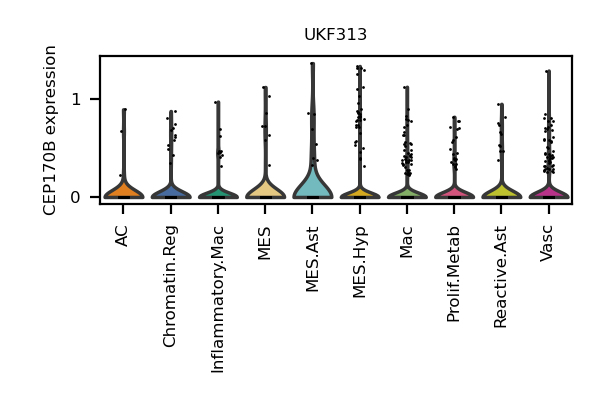 UKF313
CEP170B expression
1
0
AC
Chromatin.Reg
Inflammatory.Mac
MES
MES.Ast
MES.Hyp
Mac
Prolif.Metab
Reactive.Ast
Vasc